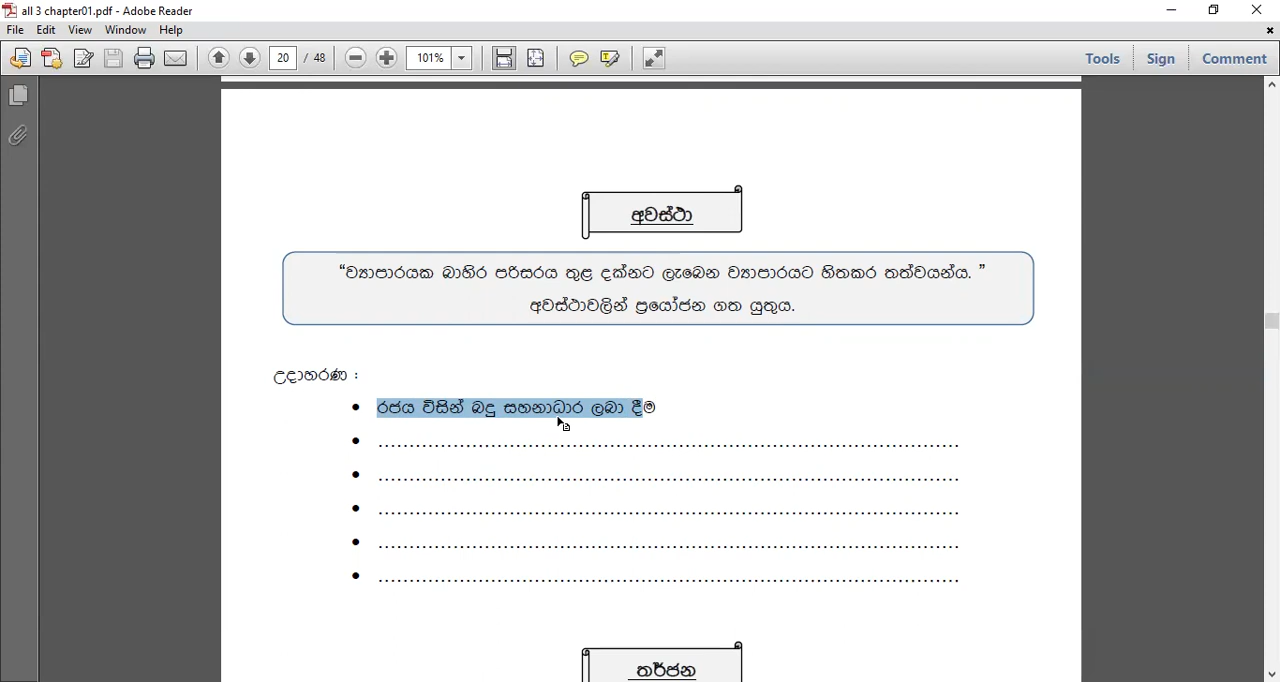 all 3 chapter01.pdf - Adobe Reader
File Edit View Window Help
20 / 48 101% Tools Sign Comment
අවස්ථා
“ව්‍යාපාරයක බාහිර පරිසරය තුළ දක්නට ලැබෙන ව්‍යාපාරයට හිතකර තත්වයන්ය. ”
අවස්ථාවලින් ප්‍රයෝජන ගත යුතුය.
උදාහරණ :
• රජය විසින් බදු සහනාධාර ලබා දීම
• ................................................................................
• ................................................................................
• ................................................................................
• ................................................................................
• ................................................................................
තර්ජන